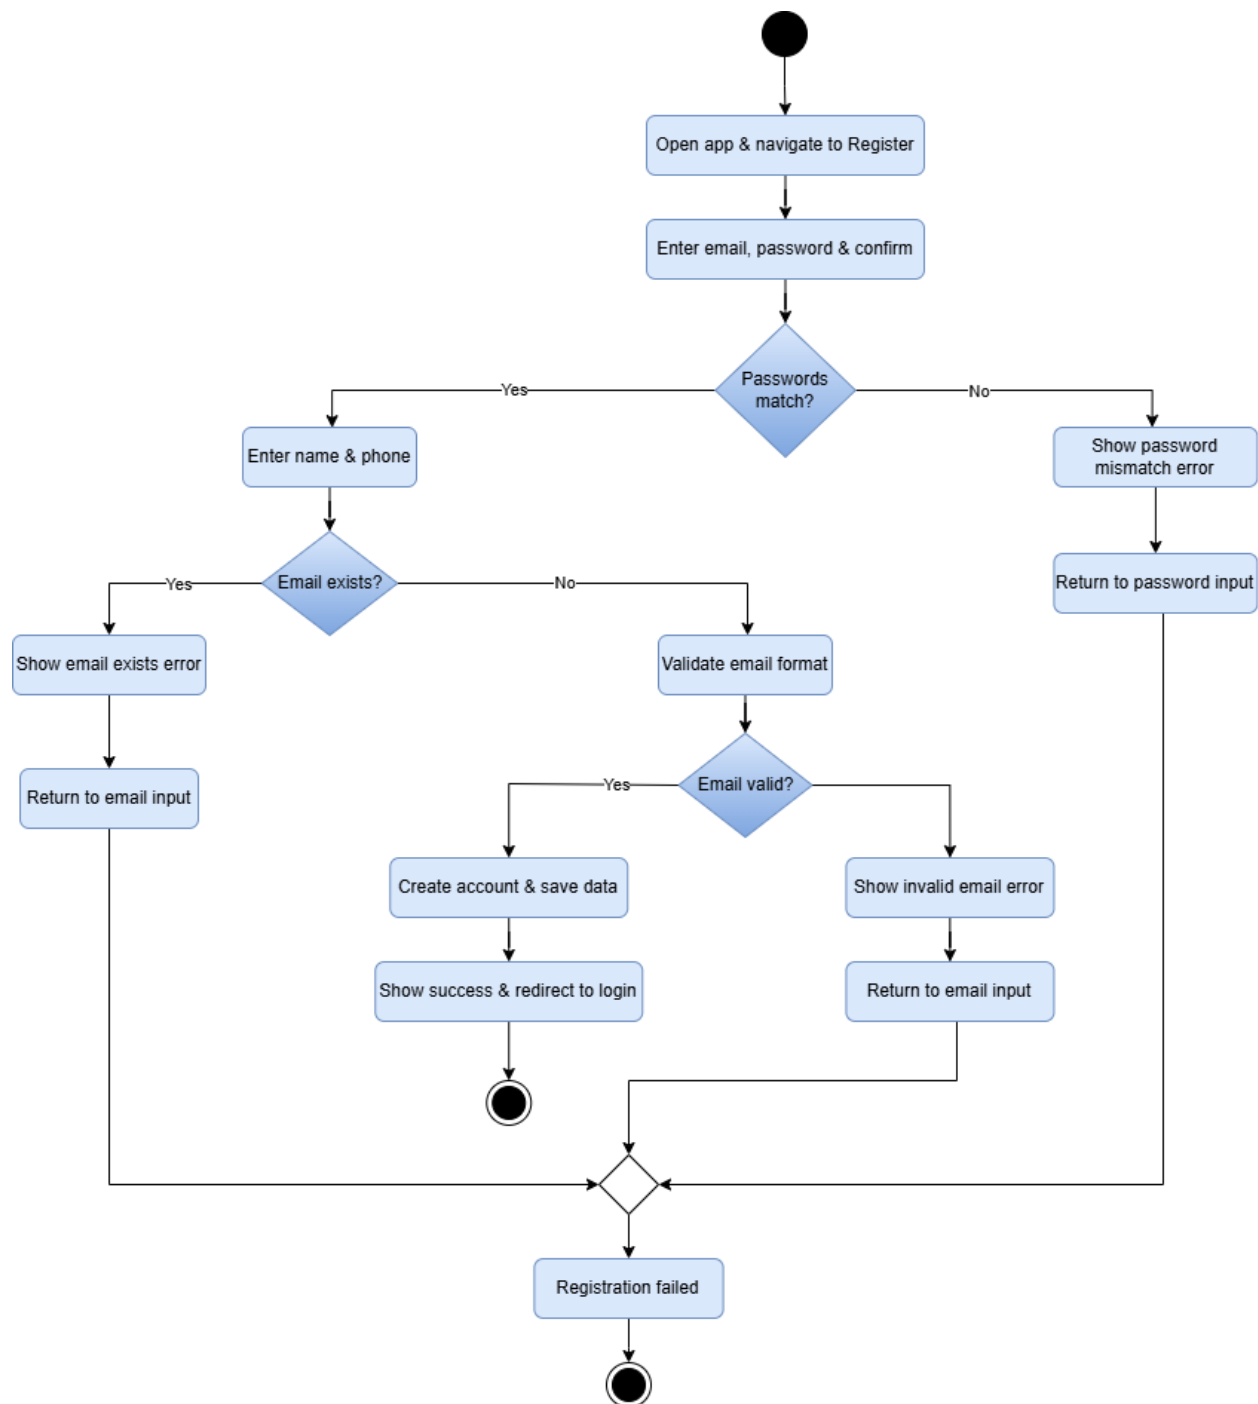 Open app & navigate to Register
Enter email, password & confirm
Passwords
match?
Yes
No
Enter name & phone
Show password
mismatch error
Email exists?
Yes
No
Return to password input
Show email exists error
Validate email format
Return to email input
Yes
Email valid?
Create account & save data
Show invalid email error
Show success & redirect to login
Return to email input
Registration failed